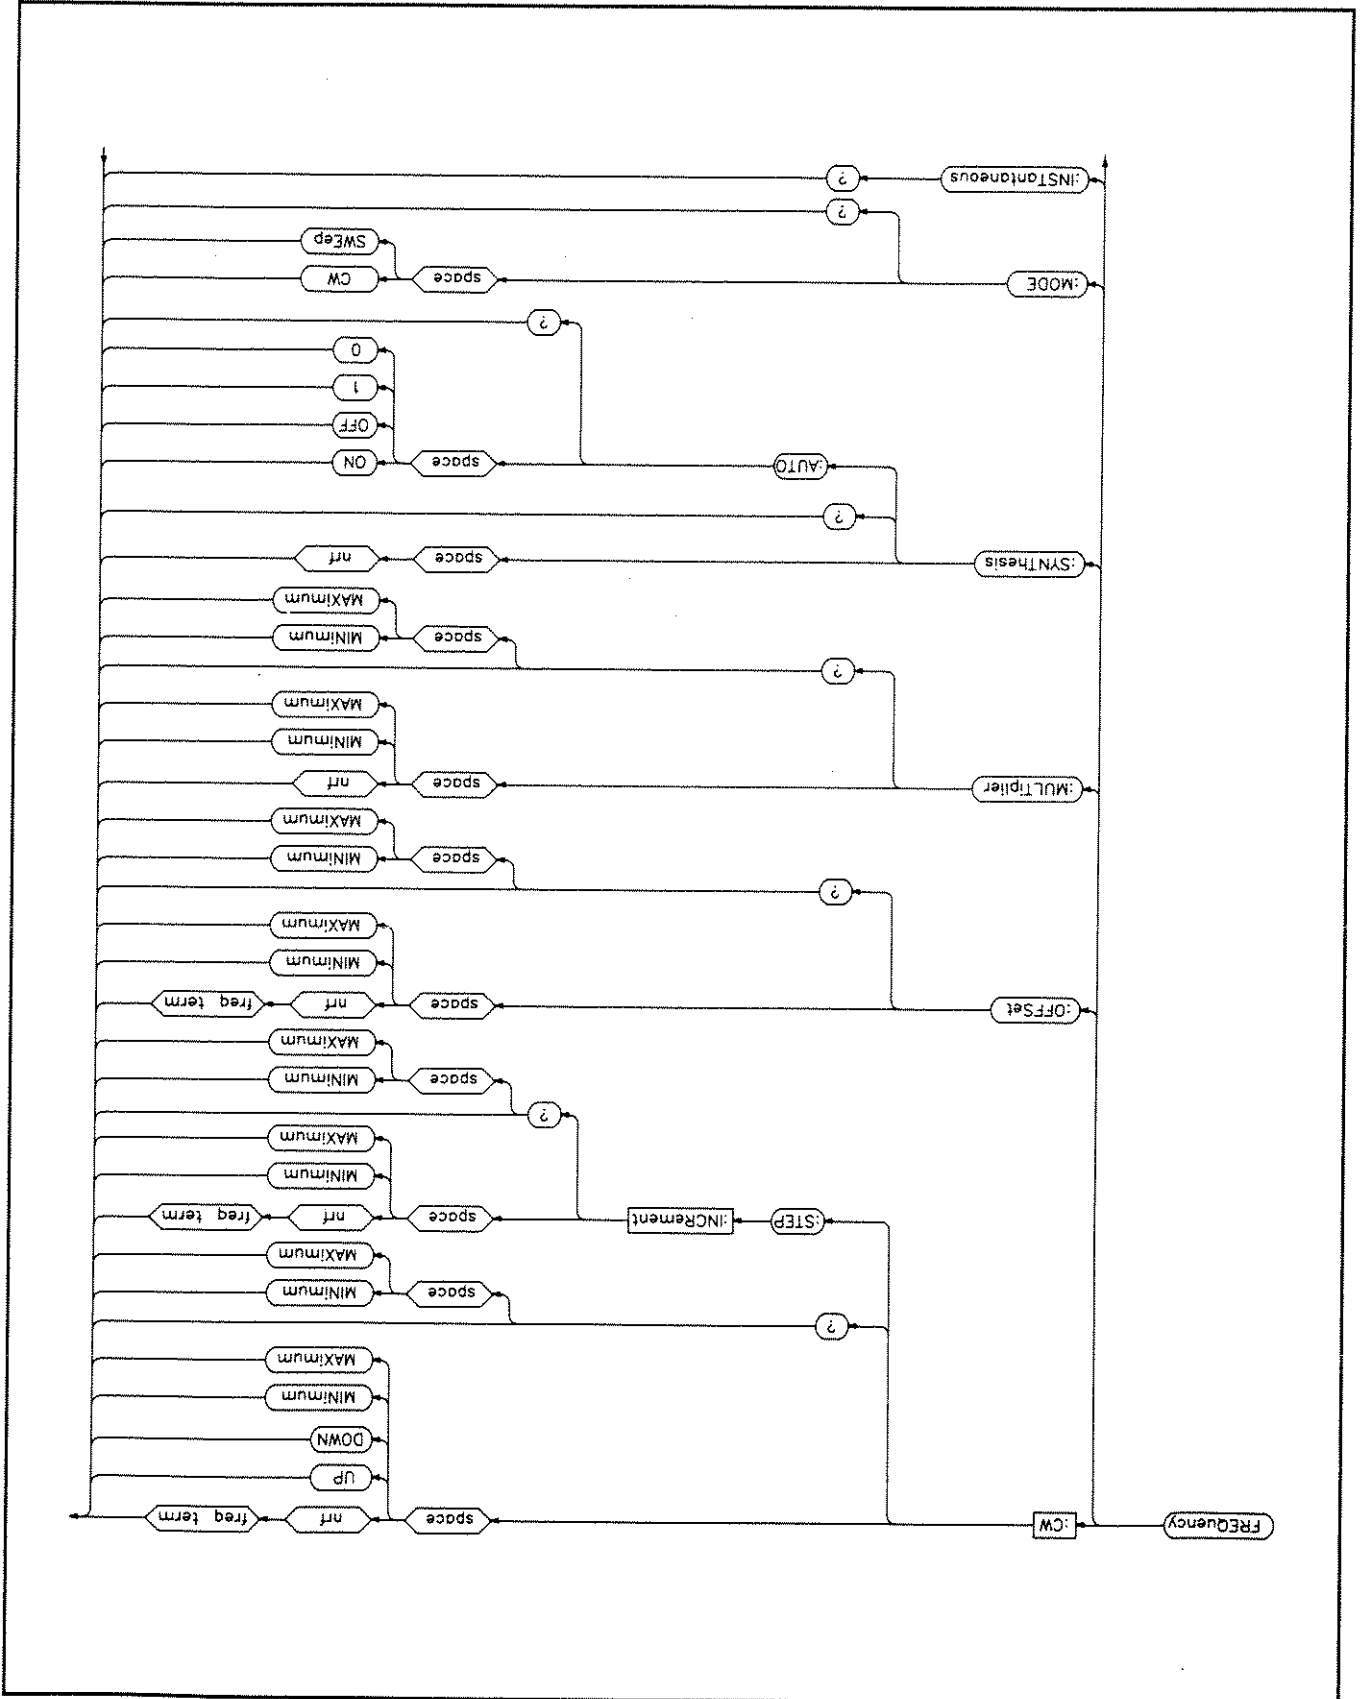 FREQuency :CW space nrf freq term
UP
DOWN
MINimum
MAXimum
?
space MINimum
MAXimum
:STEP :INCRement space nrf freq term
MINimum
MAXimum
?
space MINimum
MAXimum
:OFFSet space nrf freq term
MINimum
MAXimum
?
space MINimum
MAXimum
:MULTiplier space nrf
MINimum
MAXimum
?
space MINimum
MAXimum
:SYNThesis space nrf
?
:AUTO space ON
OFF
1
0
?
:MODE space CW
SWEep
?
:INSTantaneous ?